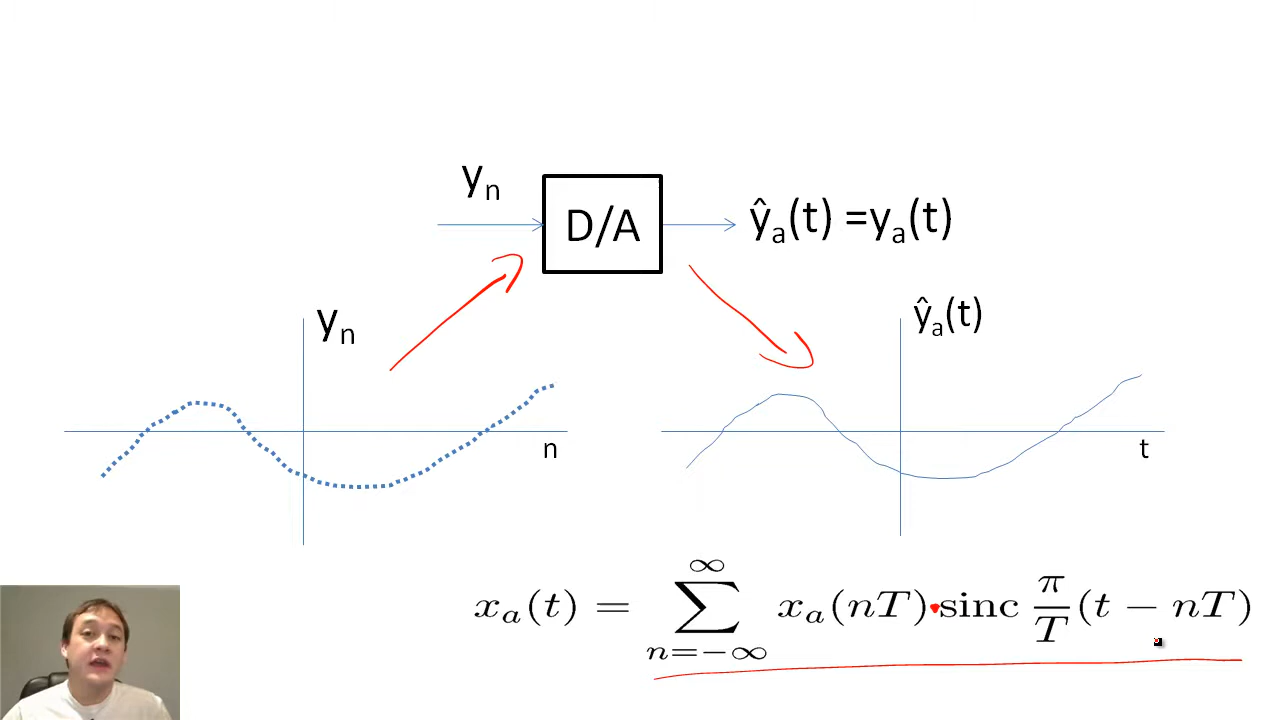 yₙ
D/A
ŷₐ(t) =yₐ(t)
yₙ
ŷₐ(t)
n
t
xₐ(t) = ∑_{n=−∞}^{∞} xₐ(nT)·sinc π/T (t − nT)